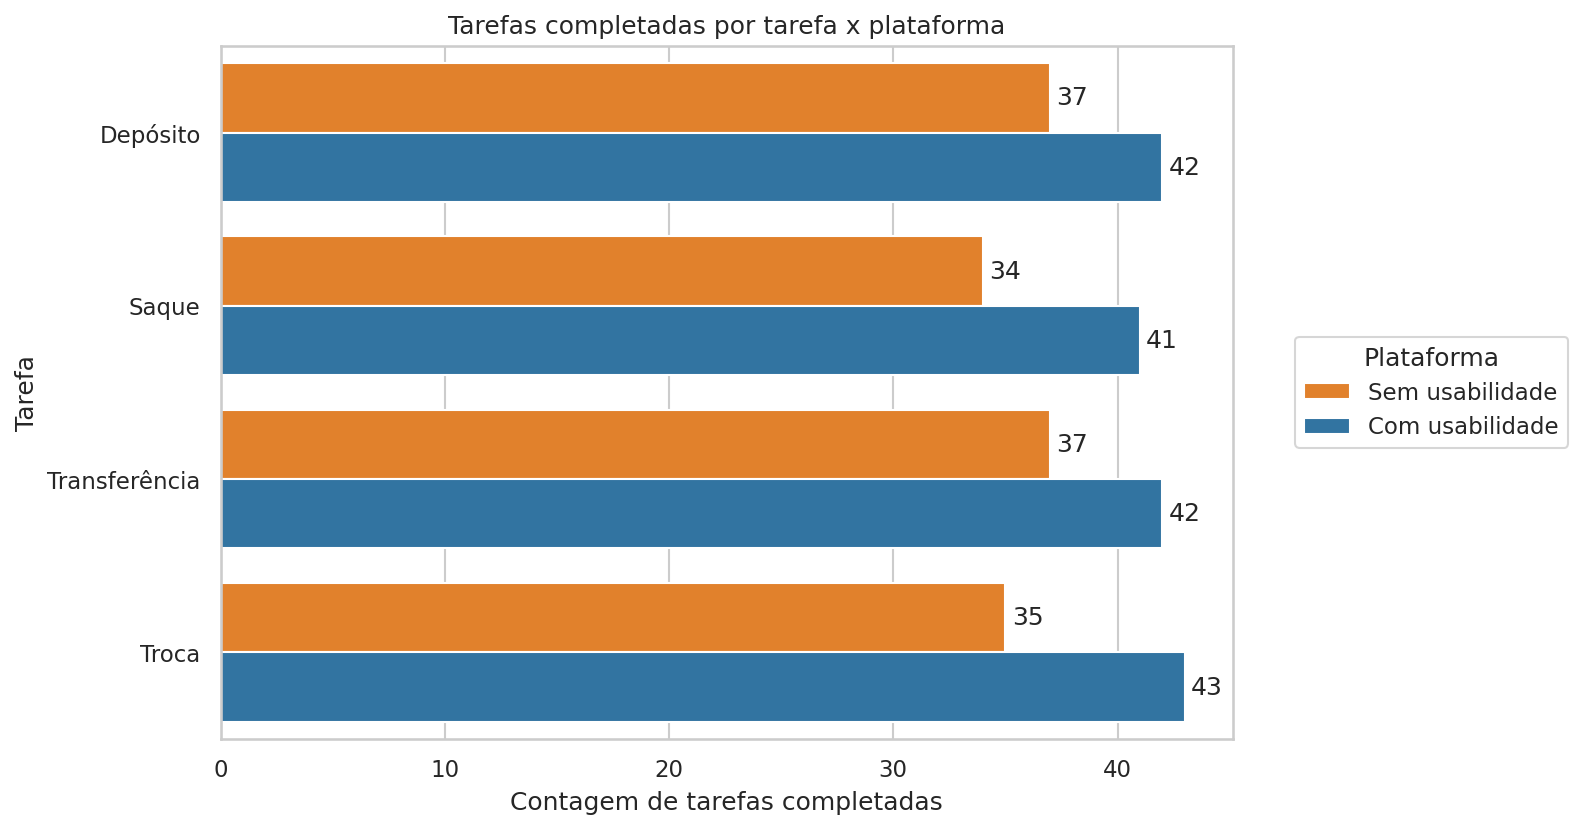 Tarefas completadas por tarefa x plataforma
Depósito
37
42
Saque
34
41
Transferência
37
42
Troca
35
43
0 10 20 30 40
Contagem de tarefas completadas
Tarefa
Plataforma
Sem usabilidade
Com usabilidade